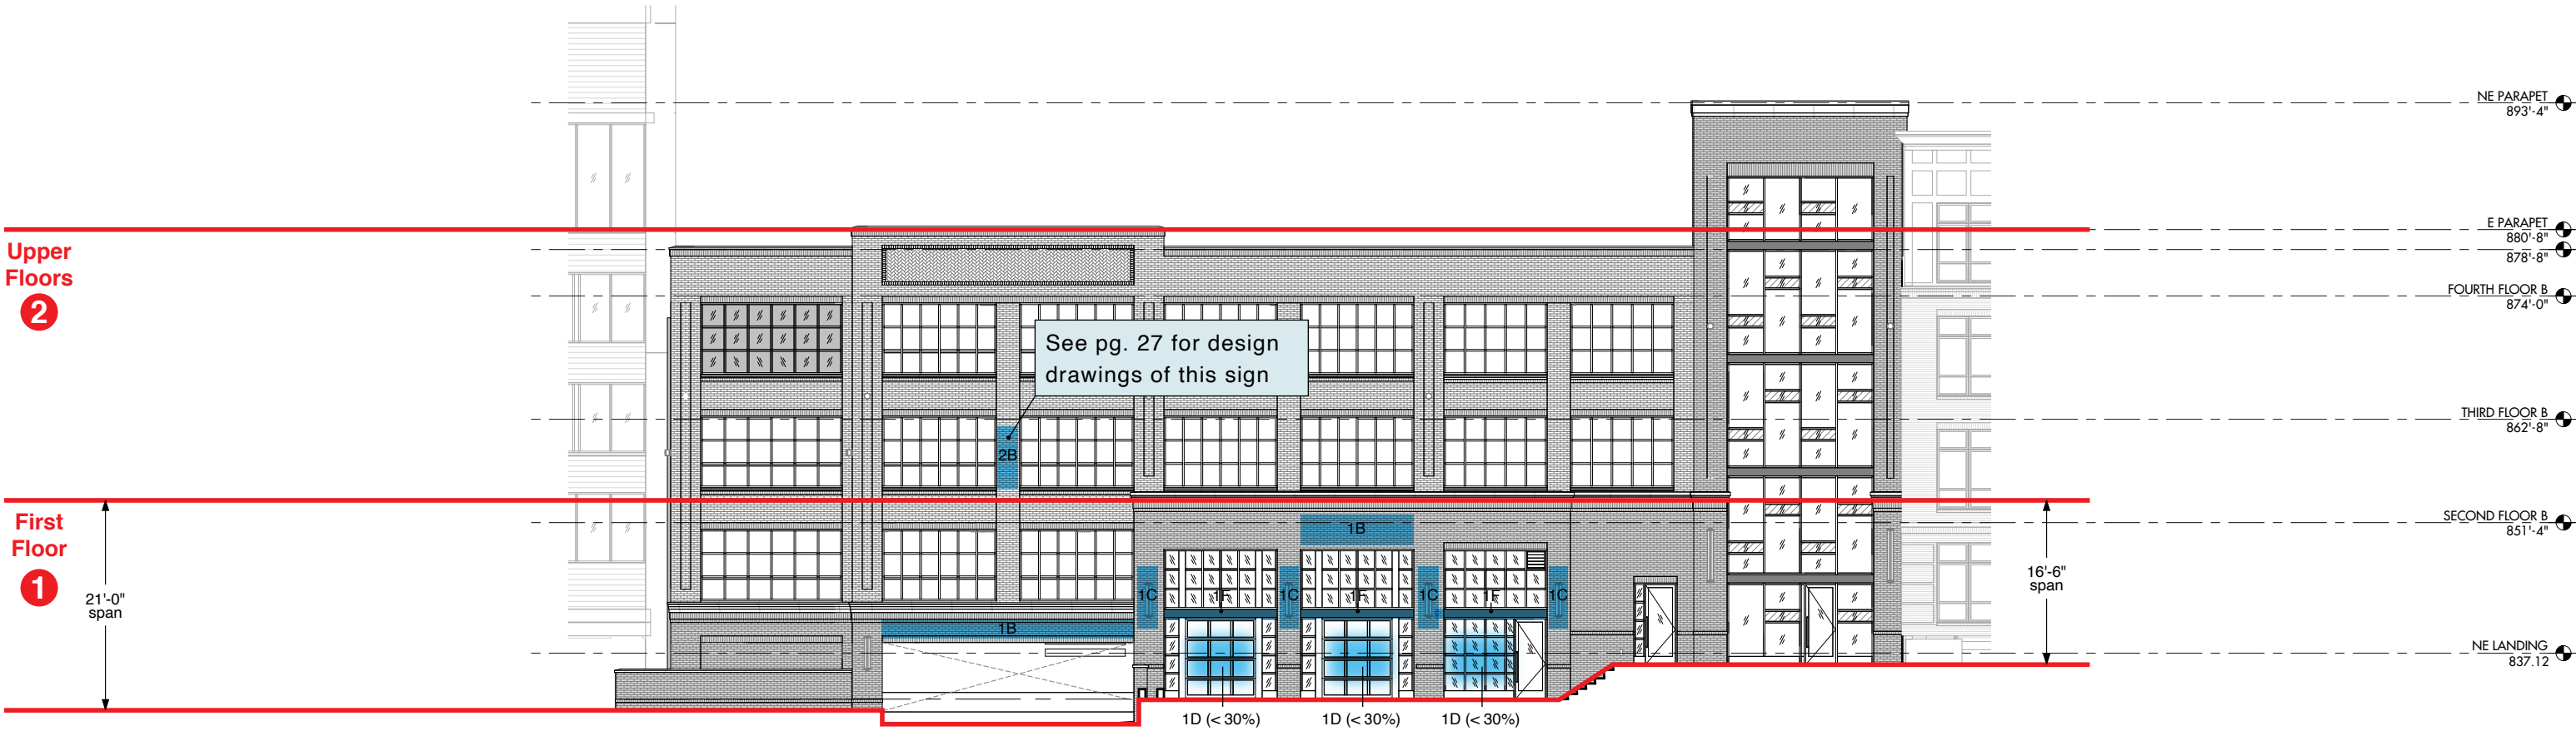 NE PARAPET
893'-4"
E PARAPET
880'-8"
878'-8"
Upper
Floors
2
FOURTH FLOOR B
874'-0"
See pg. 27 for design
drawings of this sign
THIRD FLOOR B
862'-8"
2B
First
Floor
1
21'-0"
span
SECOND FLOOR B
851'-4"
1B
16'-6"
span
1C
1C
1C
1C
1F
1F
1F
1B
NE LANDING
837.12
1D (< 30%)
1D (< 30%)
1D (< 30%)